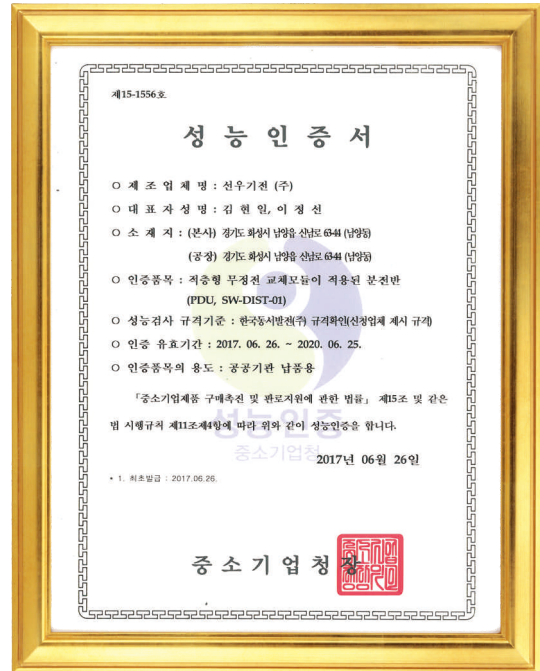 제15-1556호
성능인증서
○ 제 조 업 체 명 : 선우기전 (주)
○ 대 표 자 성 명 : 김 현 일, 이 정 선
○ 소 재 지 : (본사) 경기도 화성시 남양읍 신남로 63-44 (남양동)
(공장) 경기도 화성시 남양읍 신남로 63-44 (남양동)
○ 인증품목 : 적층형 무정전 교체모듈이 적용된 분전반
(PDU, SW-DIST-01)
○ 성능검사 규격기준 : 한국동서발전(주) 규격확인(신청업체 제시 규격)
○ 인증 유효기간 : 2017. 06. 26. ~ 2020. 06. 25.
○ 인증품목의 용도 : 공공기관 납품용
「중소기업제품 구매촉진 및 판로지원에 관한 법률」 제15조 및 같은
법 시행규칙 제11조제4항에 따라 위와 같이 성능인증을 합니다.
성능인증
중소기업청
2017년 06월 26일
* 1. 최초발급 : 2017.06.26.
중소기업청장